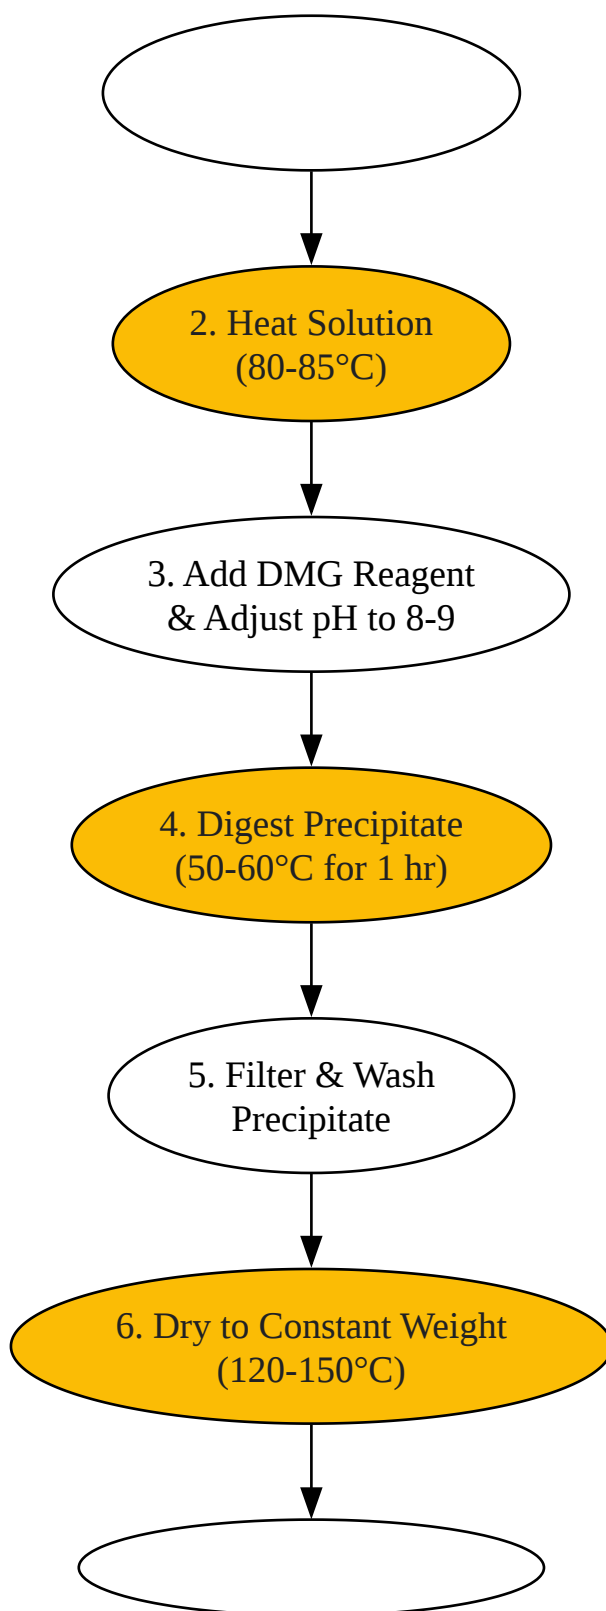 2. Heat Solution
(80-85°C)
3. Add DMG Reagent
& Adjust pH to 8-9
4. Digest Precipitate
(50-60°C for 1 hr)
5. Filter & Wash
Precipitate
6. Dry to Constant Weight
(120-150°C)